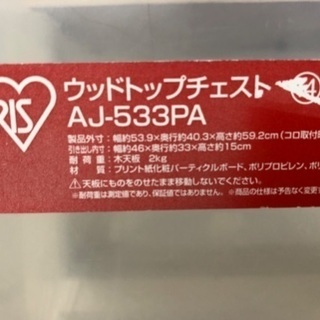 RIS
ウッドトップチェスト
④
AJ-533PA
製品外寸：幅約53.9×奥行約40.3×高さ約59.2cm（コロ取付時
引き出し内寸：幅約46×奥行約33×高さ約15cm
耐荷重：木天板 2kg
材質：プリント紙化粧パーティクルボード、ポリプロピレン、ポリ
⚠天板にものをのせたまま移動しないでください。
※耐荷重は測定値であり、保証値ではありません。※商品の仕様は予告なく変